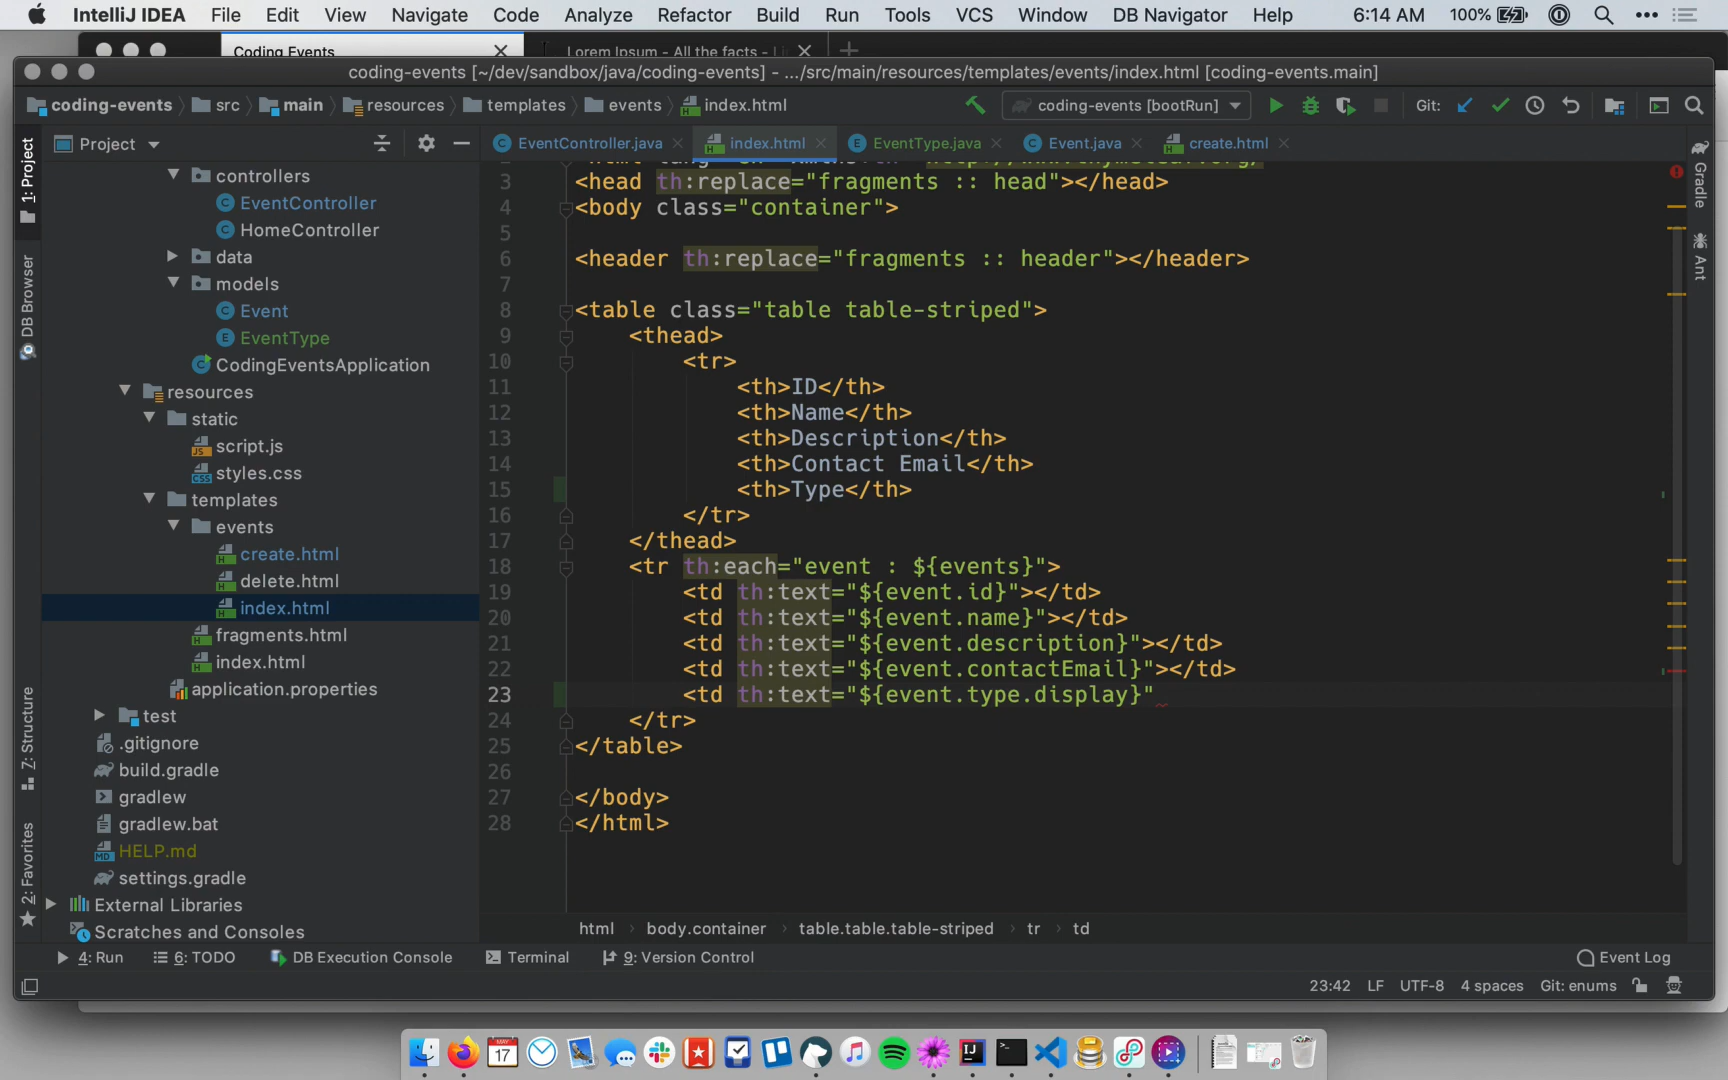 IntelliJ IDEA File Edit View Navigate Code Analyze Refactor Build Run Tools VCS Window DB Navigator Help 6:14 AM 100%
Coding Events
Lorem Ipsum - All the facts -
coding-events [~/dev/sandbox/java/coding-events] - .../src/main/resources/templates/events/index.html [coding-events.main]
coding-events src main resources templates events index.html coding-events [bootRun] Git:
Project EventController.java index.html EventType.java Event.java create.html
1: Project
DB Browser
7: Structure
2: Favorites
controllers
EventController
HomeController
data
models
Event
EventType
CodingEventsApplication
resources
static
script.js
styles.css
templates
events
create.html
delete.html
index.html
fragments.html
index.html
application.properties
test
.gitignore
build.gradle
gradlew
gradlew.bat
HELP.md
settings.gradle
External Libraries
Scratches and Consoles
3 <head th:replace="fragments :: head"></head>
4 <body class="container">
5
6 <header th:replace="fragments :: header"></header>
7
8 <table class="table table-striped">
9 <thead>
10 <tr>
11 <th>ID</th>
12 <th>Name</th>
13 <th>Description</th>
14 <th>Contact Email</th>
15 <th>Type</th>
16 </tr>
17 </thead>
18 <tr th:each="event : ${events}">
19 <td th:text="${event.id}"></td>
20 <td th:text="${event.name}"></td>
21 <td th:text="${event.description}"></td>
22 <td th:text="${event.contactEmail}"></td>
23 <td th:text="${event.type.display}"
24 </tr>
25 </table>
26
27 </body>
28 </html>
Gradle
Ant
html body.container table.table.table-striped tr td
4: Run 6: TODO DB Execution Console Terminal 9: Version Control Event Log
23:42 LF UTF-8 4 spaces Git: enums
MAY
17
IJ